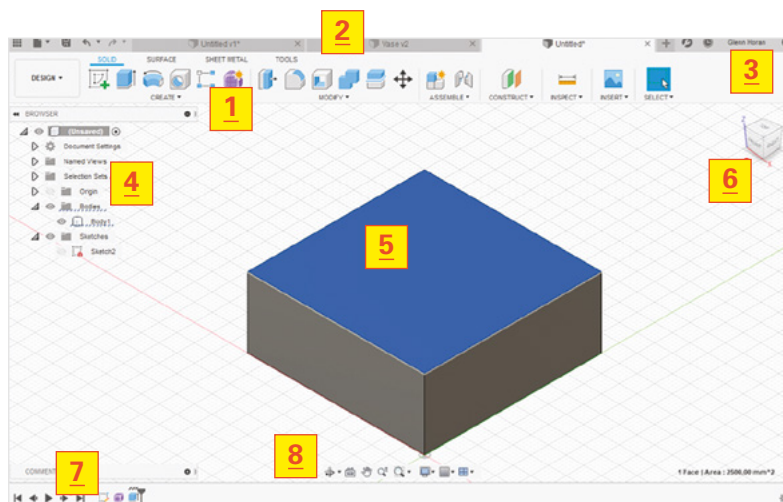 2
Untitled v1*
Vase v2
Untitled*
Glenn Horan
3
SOLID SURFACE SHEET METAL TOOLS
DESIGN
CREATE MODIFY ASSEMBLE CONSTRUCT INSPECT INSERT SELECT
1
BROWSER
(Unsaved)
Document Settings
Named Views
Selection Sets
4
Origin
Bodies
Body1
Sketches
Sketch2
5
6
8
7
1 Face | Area : 2500,00 mm^2